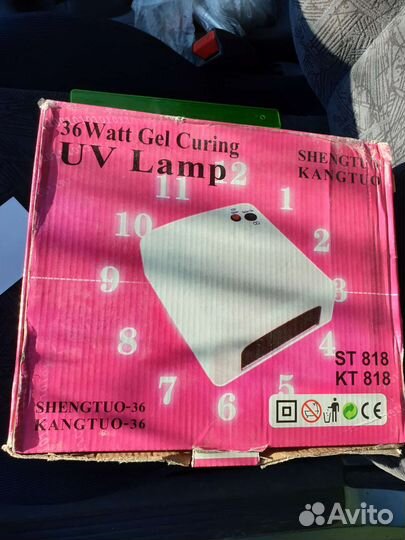 36Watt Gel Curing
UV Lamp
SHENGTUO
KANGTUO
12
11
1
10
2
9
3
8
4
7
6
5
ST 818
KT 818
SHENGTUO-36
KANGTUO-36
CE
Avito